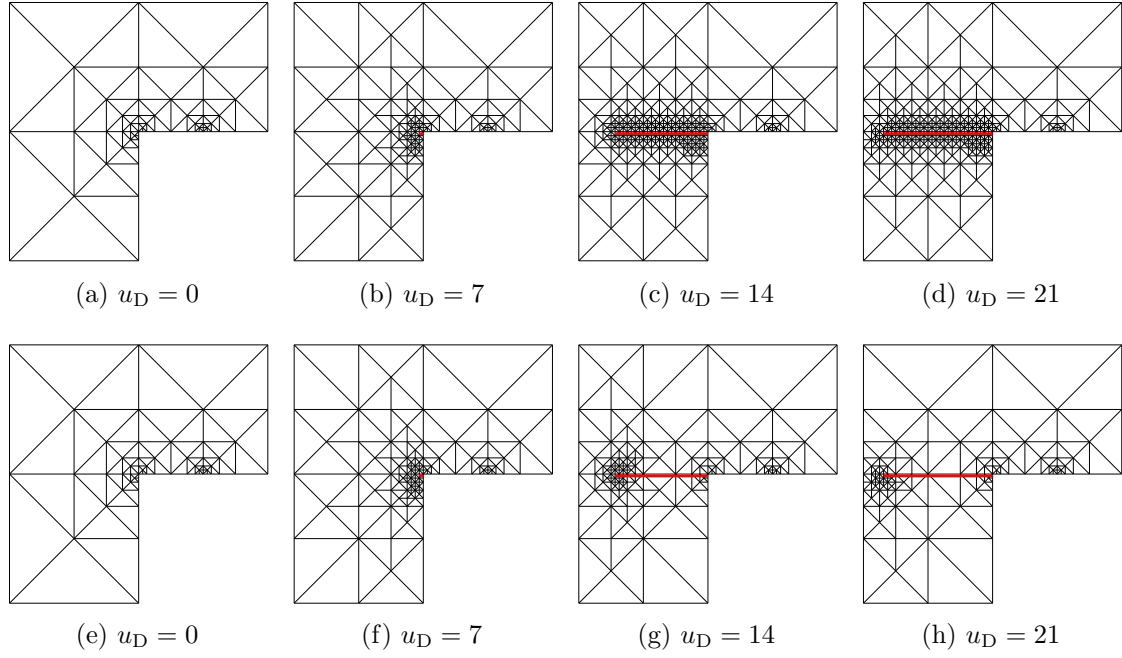 (a) u_D = 0
(b) u_D = 7
(c) u_D = 14
(d) u_D = 21
(e) u_D = 0
(f) u_D = 7
(g) u_D = 14
(h) u_D = 21